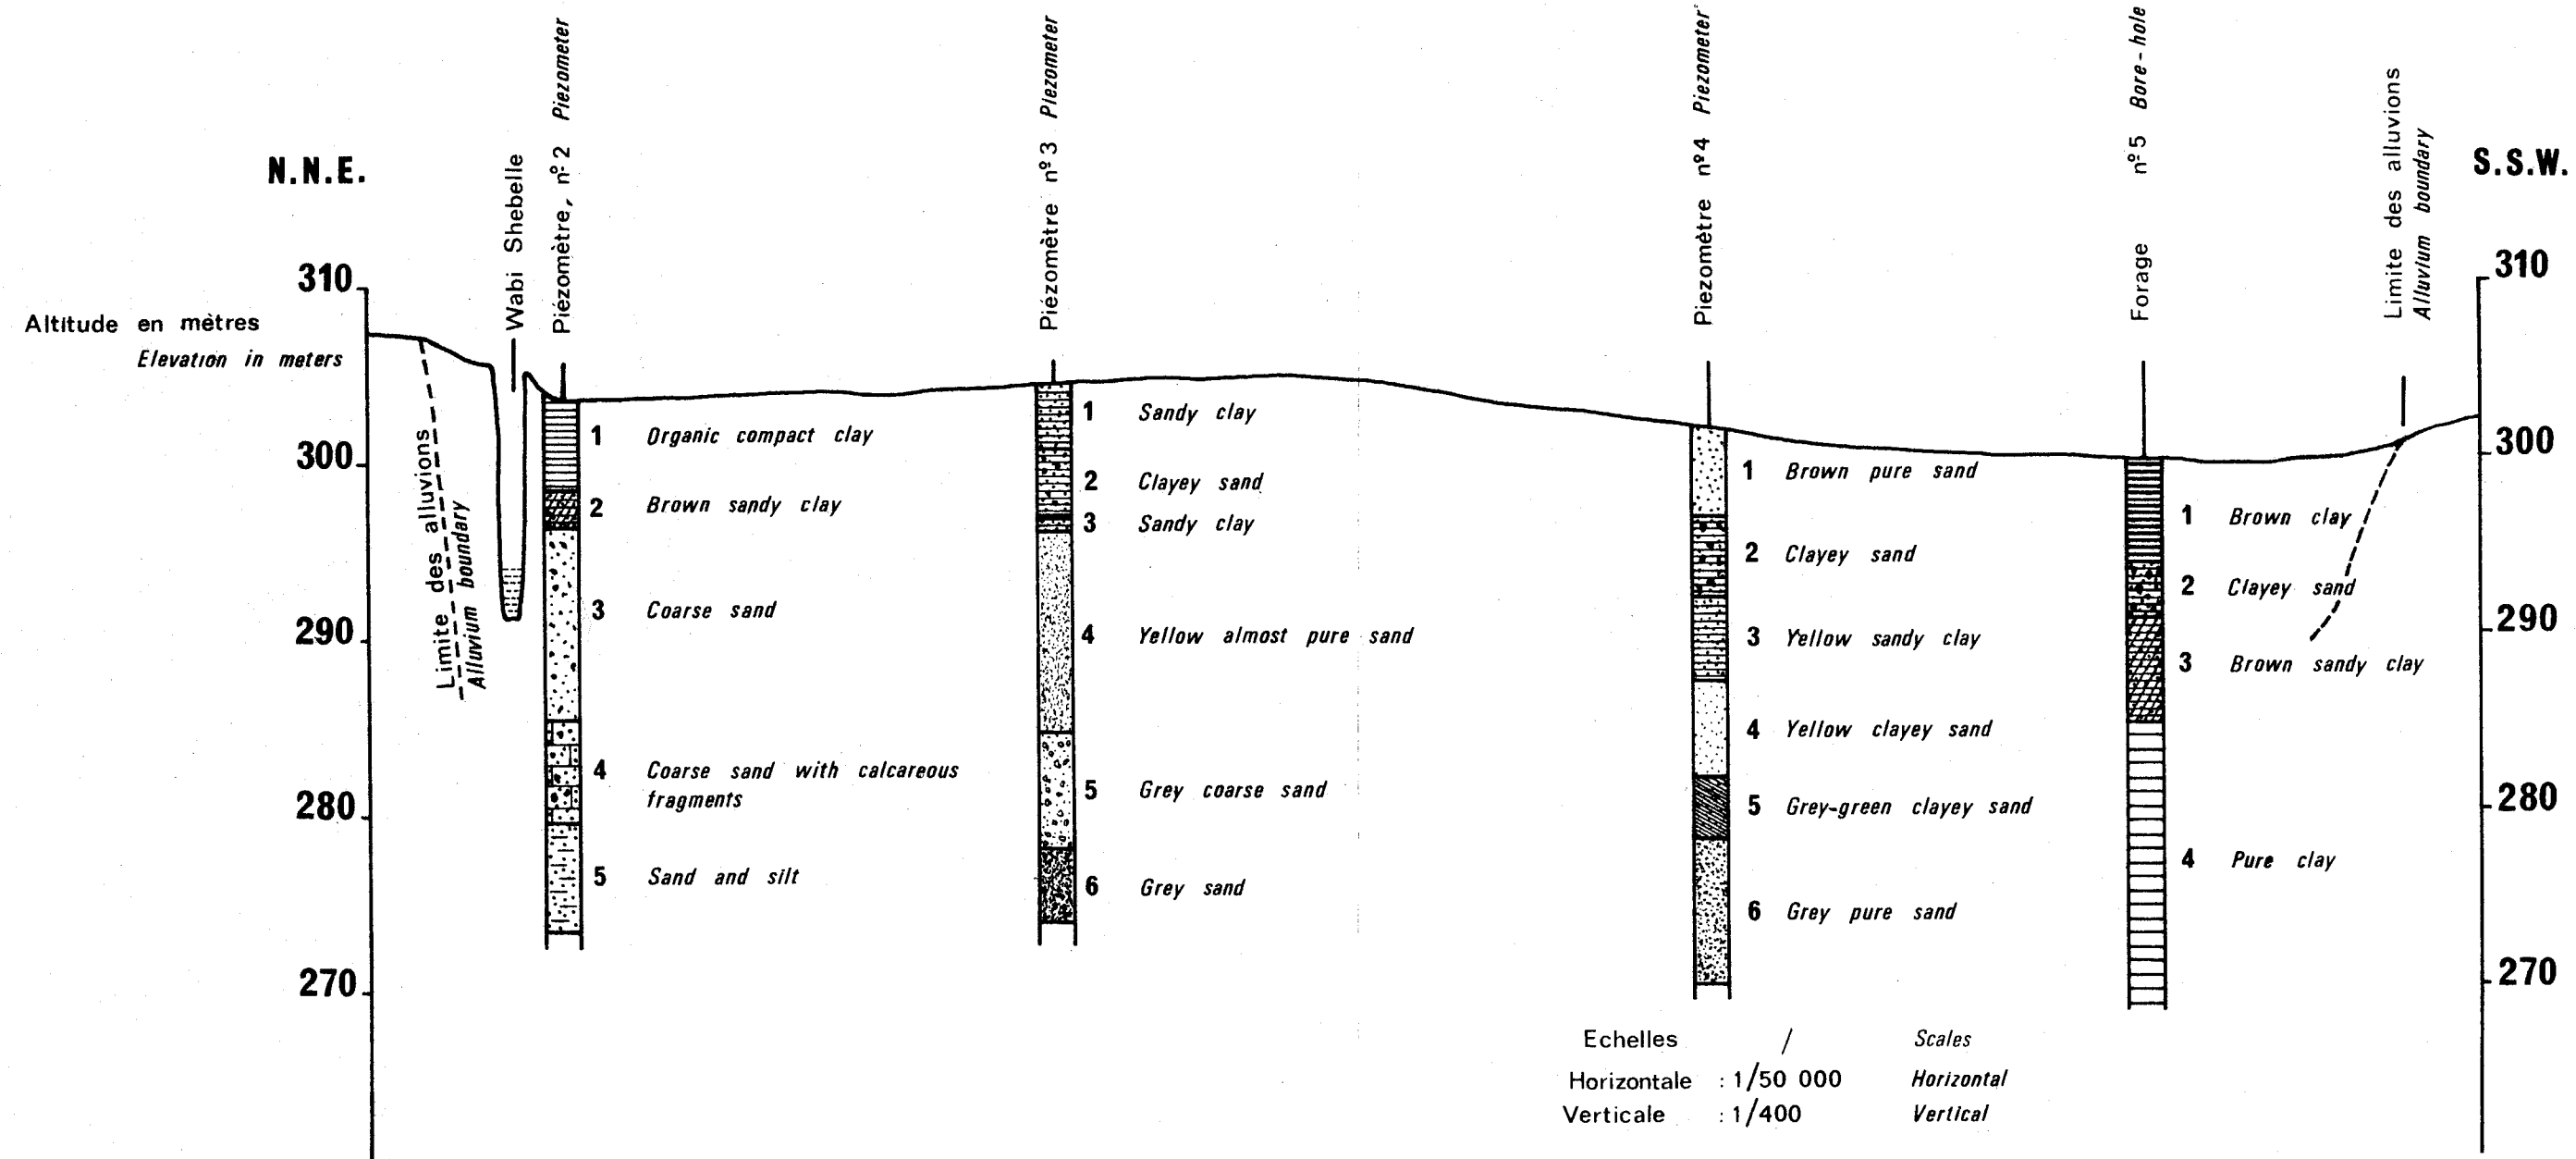 N.N.E.
Wabi Shebelle
Piézomètre, nº 2 Piezometer
Piézomètre nº 3 Piezometer
Piezomètre nº 4 Piezometer
Forage nº 5 Bore-hole
Limite des alluvions
Alluvium boundary
S.S.W.
310
300
290
280
270
Altitude en mètres
Elevation in meters
Limite des alluvions
Alluvium boundary
1 Organic compact clay
2 Brown sandy clay
3 Coarse sand
4 Coarse sand with calcareous
fragments
5 Sand and silt
1 Sandy clay
2 Clayey sand
3 Sandy clay
4 Yellow almost pure sand
5 Grey coarse sand
6 Grey sand
1 Brown pure sand
2 Clayey sand
3 Yellow sandy clay
4 Yellow clayey sand
5 Grey-green clayey sand
6 Grey pure sand
1 Brown clay
2 Clayey sand
3 Brown sandy clay
4 Pure clay
310
300
290
280
270
Echelles / Scales
Horizontale : 1/50 000 Horizontal
Verticale : 1/400 Vertical